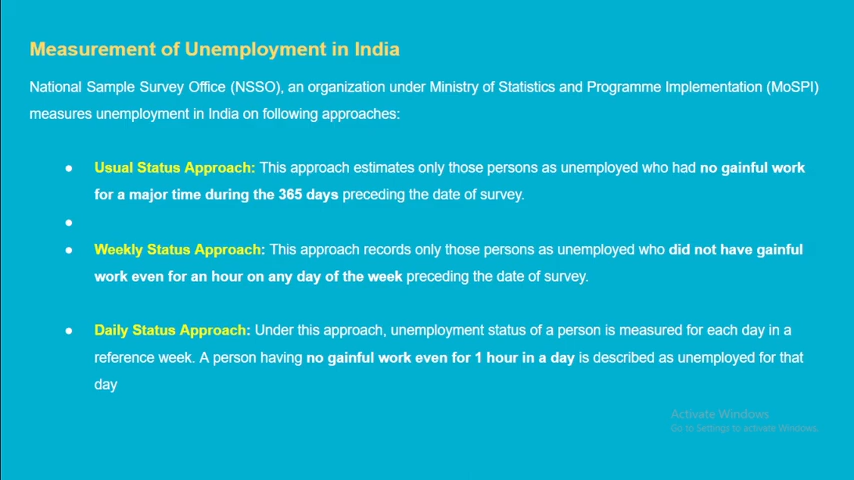 Measurement of Unemployment in India
National Sample Survey Office (NSSO), an organization under Ministry of Statistics and Programme Implementation (MoSPI)
measures unemployment in India on following approaches:
● Usual Status Approach: This approach estimates only those persons as unemployed who had no gainful work
for a major time during the 365 days preceding the date of survey.
●
● Weekly Status Approach: This approach records only those persons as unemployed who did not have gainful
work even for an hour on any day of the week preceding the date of survey.
● Daily Status Approach: Under this approach, unemployment status of a person is measured for each day in a
reference week. A person having no gainful work even for 1 hour in a day is described as unemployed for that
day
Activate Windows
Go to Settings to activate Windows.